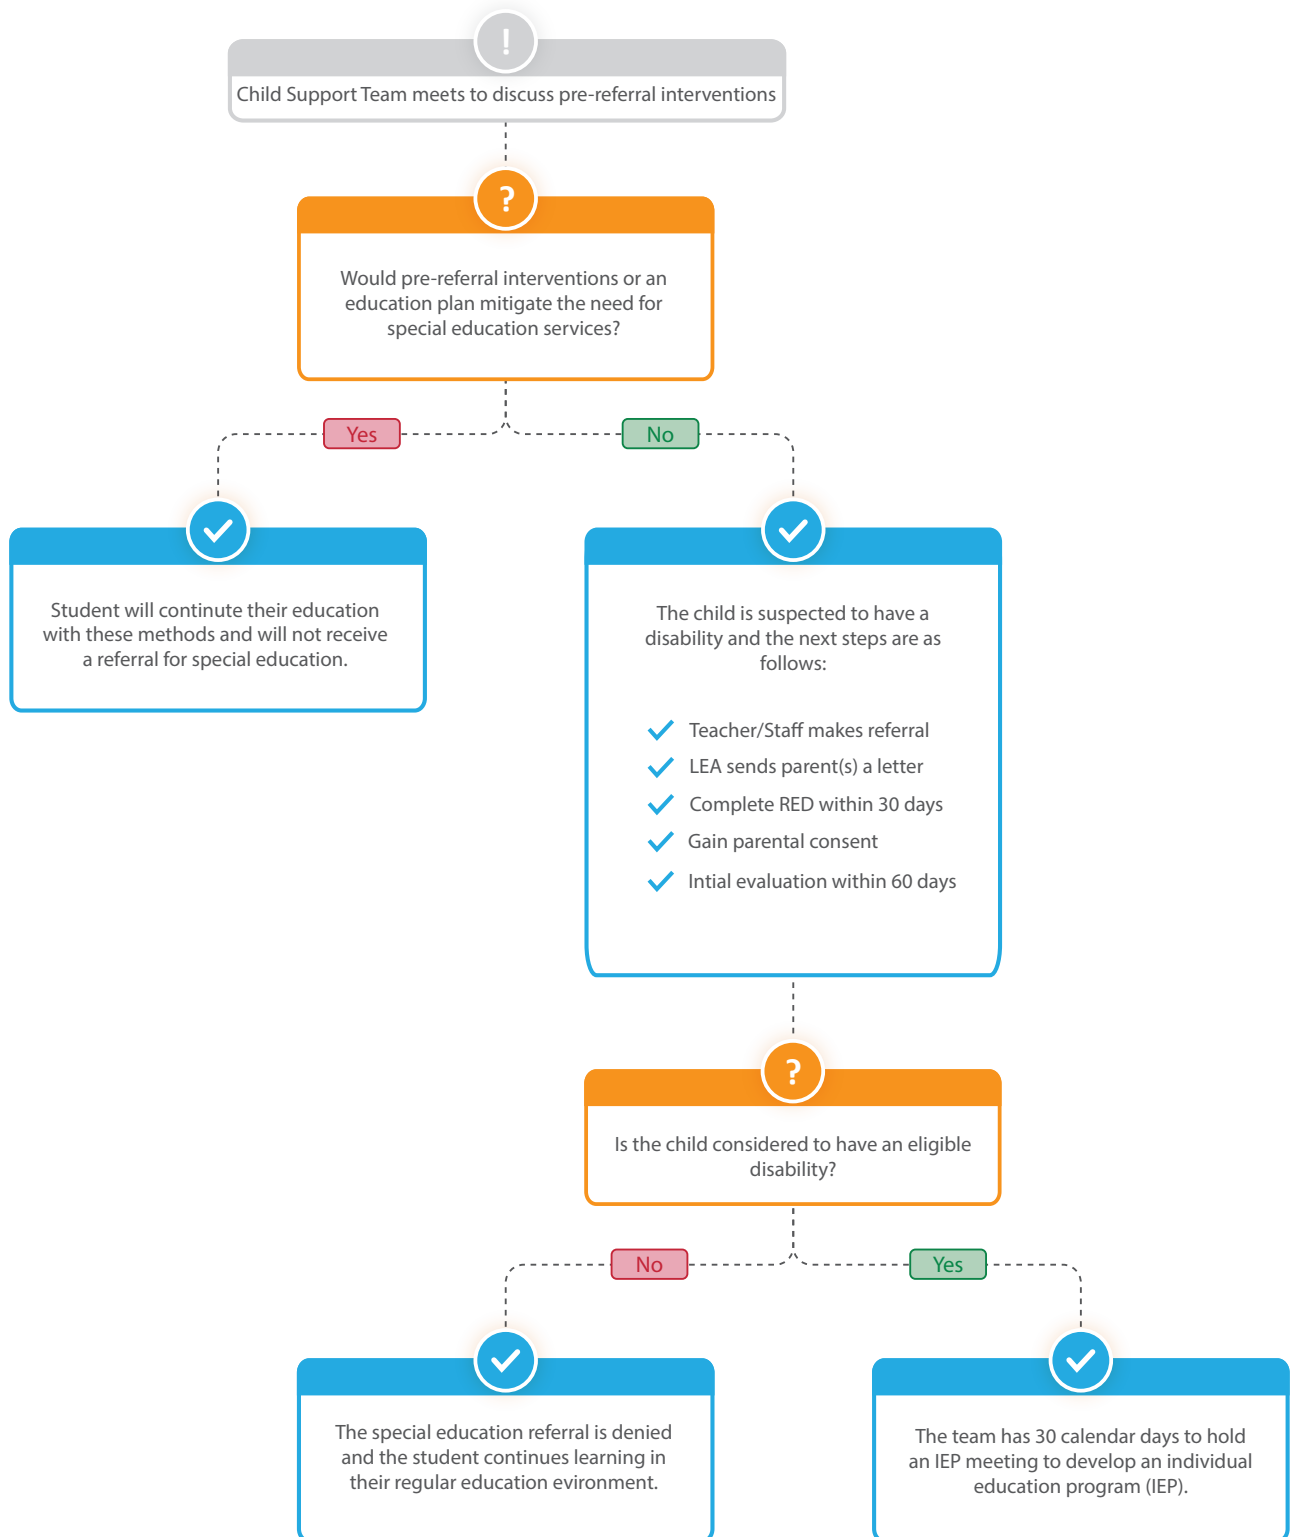 !
Child Support Team meets to discuss pre-referral interventions
?
Would pre-referral interventions or an
education plan mitigate the need for
special education services?
Yes
No
Student will continute their education
with these methods and will not receive
a referral for special education.
The child is suspected to have a
disability and the next steps are as
follows:
Teacher/Staff makes referral
LEA sends parent(s) a letter
Complete RED within 30 days
Gain parental consent
Intial evaluation within 60 days
?
Is the child considered to have an eligible
disability?
No
Yes
The special education referral is denied
and the student continues learning in
their regular education evironment.
The team has 30 calendar days to hold
an IEP meeting to develop an individual
education program (IEP).